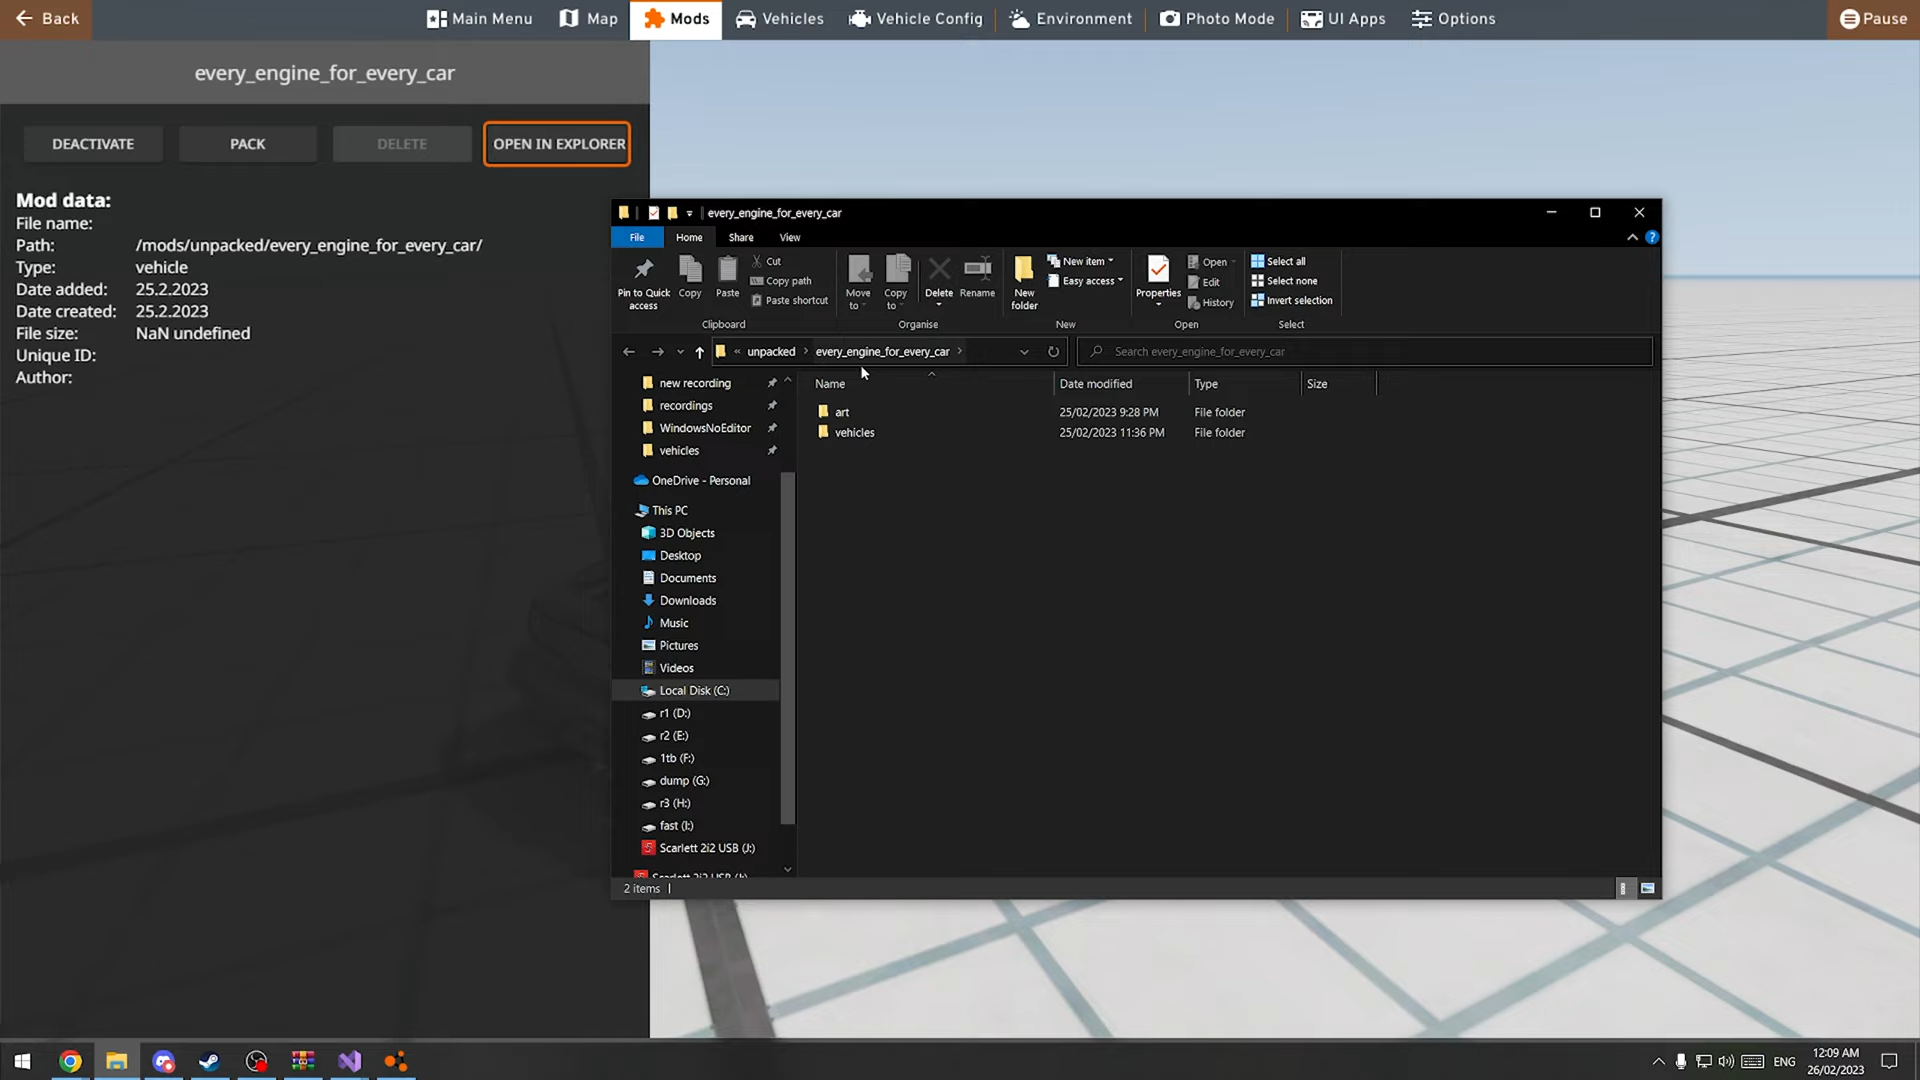 Back
Main Menu
Map
Mods
Vehicles
Vehicle Config
Environment
Photo Mode
UI Apps
Options
Pause
every_engine_for_every_car
DEACTIVATE
PACK
DELETE
OPEN IN EXPLORER
Mod data:
File name:
Path: /mods/unpacked/every_engine_for_every_car/
Type: vehicle
Date added: 25.2.2023
Date created: 25.2.2023
File size: NaN undefined
Unique ID:
Author:
every_engine_for_every_car
File
Home
Share
View
Pin to Quick
access
Copy
Paste
Cut
Copy path
Paste shortcut
Clipboard
Move
to
Copy
to
Delete
Rename
Organise
New
folder
New item
Easy access
New
Properties
Open
Edit
History
Open
Select all
Select none
Invert selection
Select
« unpacked › every_engine_for_every_car ›
Search every_engine_for_every_car
new recording
recordings
WindowsNoEditor
vehicles
OneDrive - Personal
This PC
3D Objects
Desktop
Documents
Downloads
Music
Pictures
Videos
Local Disk (C:)
r1 (D:)
r2 (E:)
1tb (F:)
dump (G:)
r3 (H:)
fast (I:)
Scarlett 2i2 USB (J:)
Name Date modified Type Size
art 25/02/2023 9:28 PM File folder
vehicles 25/02/2023 11:36 PM File folder
2 items
ENG
12:09 AM
26/02/2023